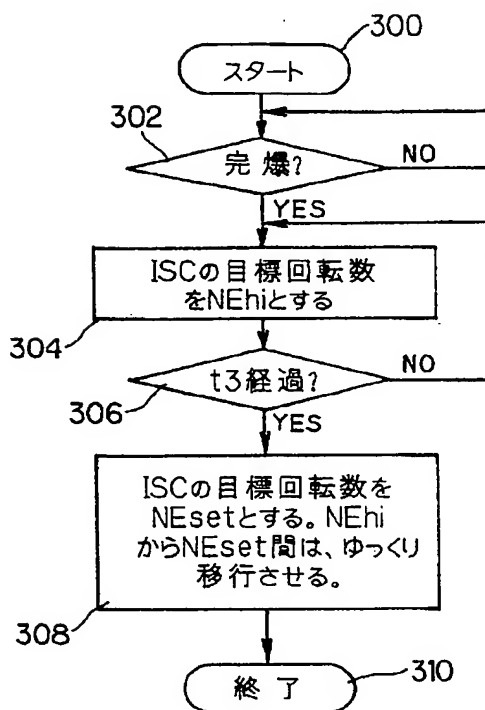 300
スタート
302
完爆?
NO
YES
ISCの目標回転数
をNEhiとする
304
t3経過?
NO
306
YES
ISCの目標回転数を
NEsetとする。NEhi
からNEset間は、ゆっくり
移行させる。
308
終了
310